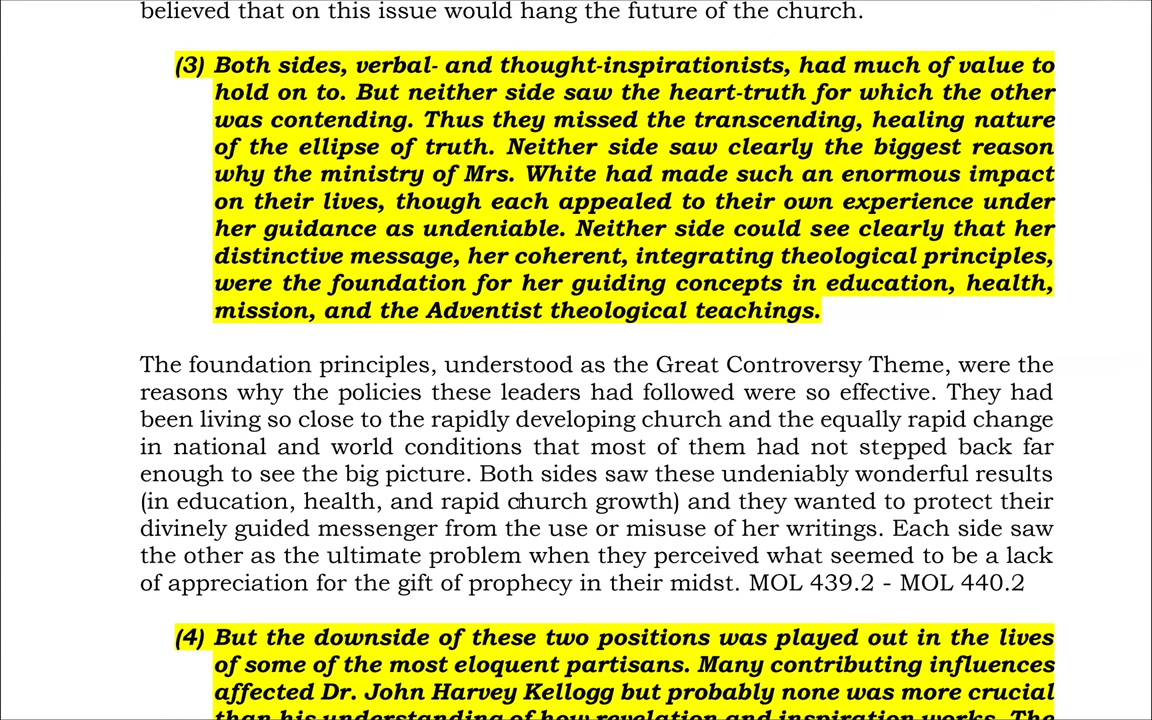 believed that on this issue would hang the future of the church.
(3) Both sides, verbal- and thought-inspirationists, had much of value to
hold on to. But neither side saw the heart-truth for which the other
was contending. Thus they missed the transcending, healing nature
of the ellipse of truth. Neither side saw clearly the biggest reason
why the ministry of Mrs. White had made such an enormous impact
on their lives, though each appealed to their own experience under
her guidance as undeniable. Neither side could see clearly that her
distinctive message, her coherent, integrating theological principles,
were the foundation for her guiding concepts in education, health,
mission, and the Adventist theological teachings.
The foundation principles, understood as the Great Controversy Theme, were the
reasons why the policies these leaders had followed were so effective. They had
been living so close to the rapidly developing church and the equally rapid change
in national and world conditions that most of them had not stepped back far
enough to see the big picture. Both sides saw these undeniably wonderful results
(in education, health, and rapid church growth) and they wanted to protect their
divinely guided messenger from the use or misuse of her writings. Each side saw
the other as the ultimate problem when they perceived what seemed to be a lack
of appreciation for the gift of prophecy in their midst. MOL 439.2 - MOL 440.2
(4) But the downside of these two positions was played out in the lives
of some of the most eloquent partisans. Many contributing influences
affected Dr. John Harvey Kellogg but probably none was more crucial
than his understanding of how revelation and inspiration works. The